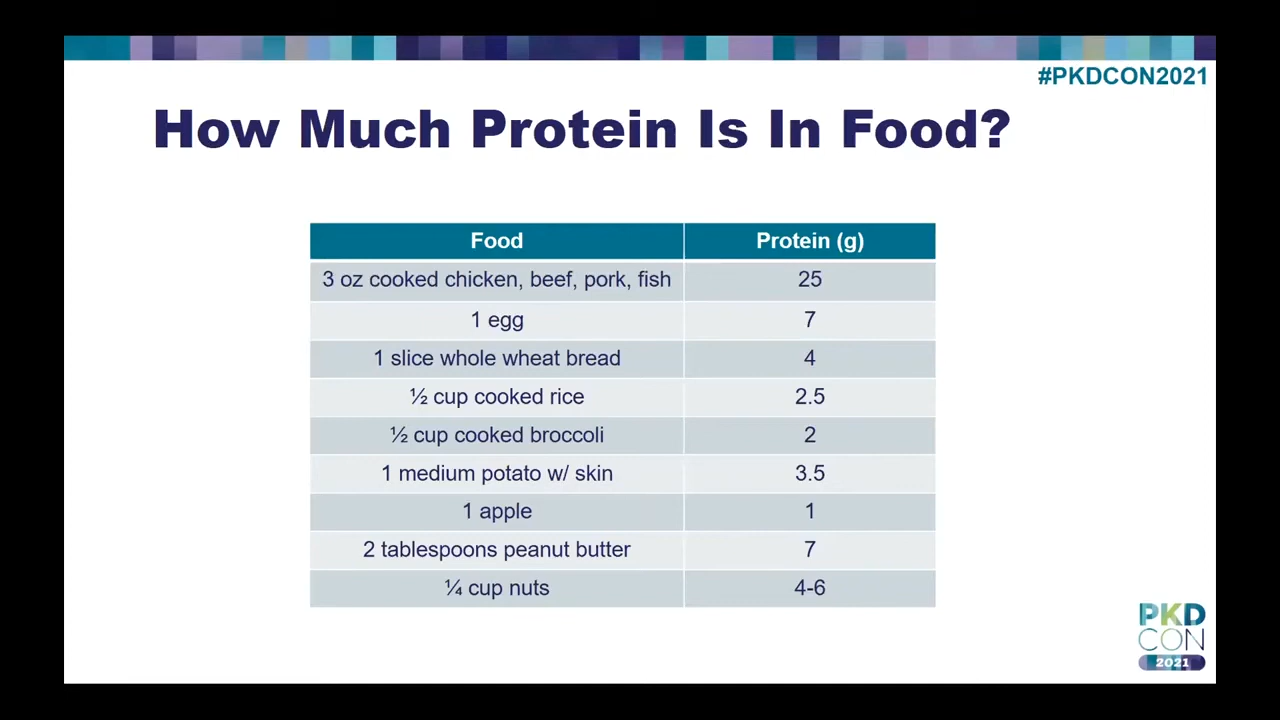 #PKDCON2021
How Much Protein Is In Food?
Food Protein (g)
3 oz cooked chicken, beef, pork, fish 25
1 egg 7
1 slice whole wheat bread 4
½ cup cooked rice 2.5
½ cup cooked broccoli 2
1 medium potato w/ skin 3.5
1 apple 1
2 tablespoons peanut butter 7
¼ cup nuts 4-6
PKD
CON
2021